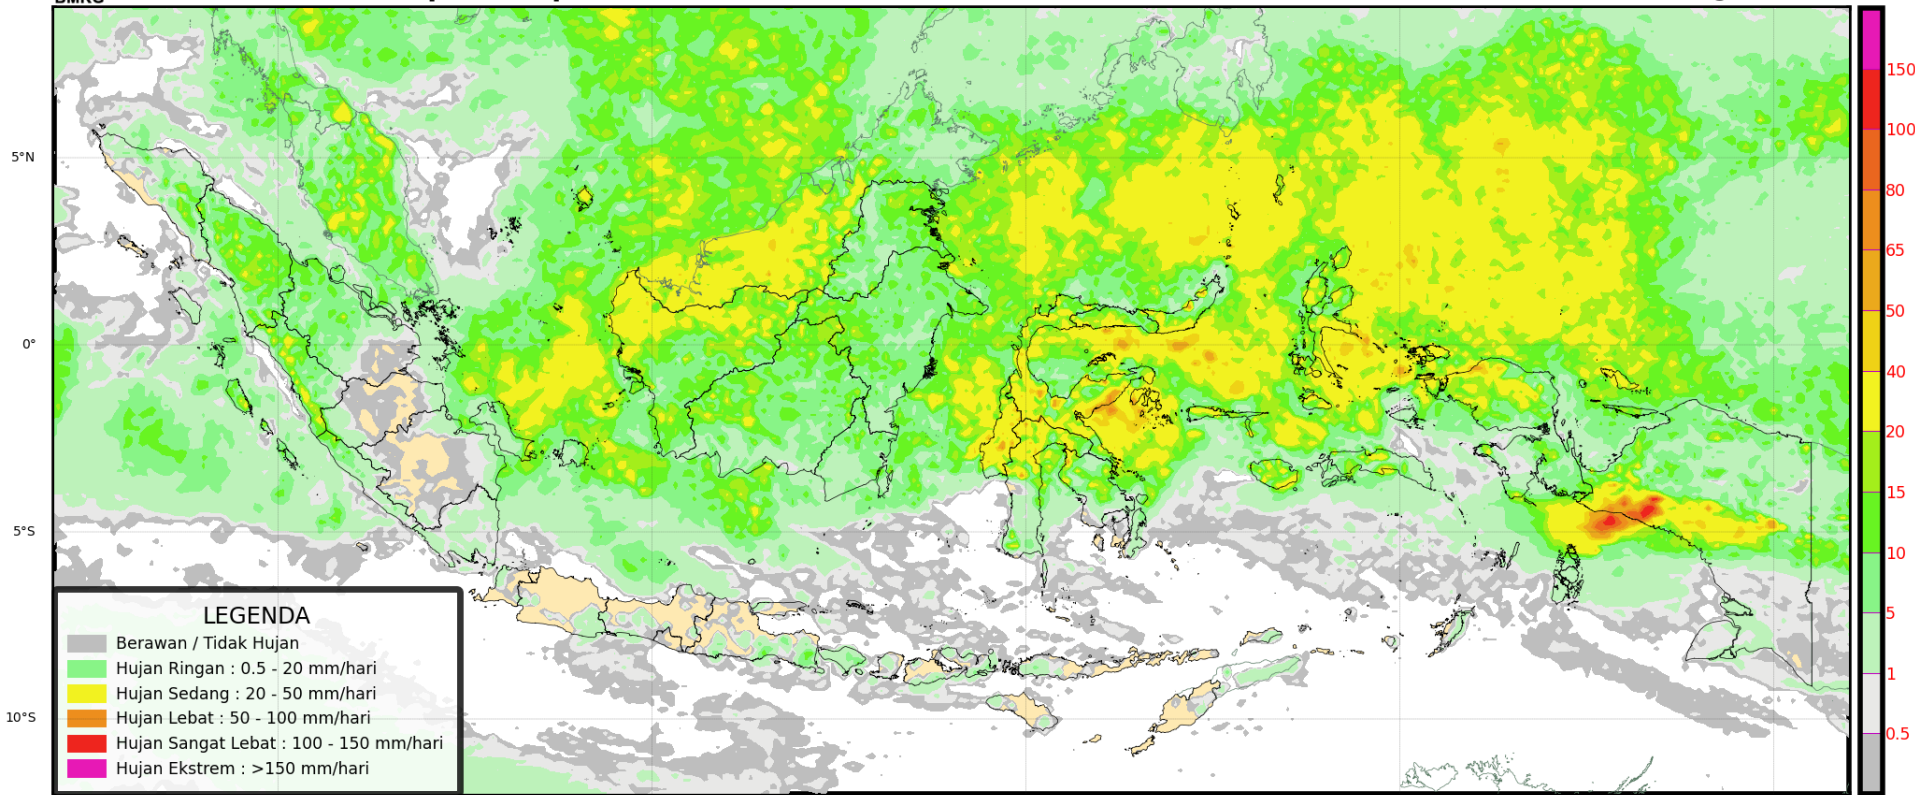 BMKG
5°N
0°
5°S
10°S
LEGENDA
Berawan / Tidak Hujan
Hujan Ringan : 0.5 - 20 mm/hari
Hujan Sedang : 20 - 50 mm/hari
Hujan Lebat : 50 - 100 mm/hari
Hujan Sangat Lebat : 100 - 150 mm/hari
Hujan Ekstrem : >150 mm/hari
150
100
80
65
50
40
20
15
10
5
1
0.5